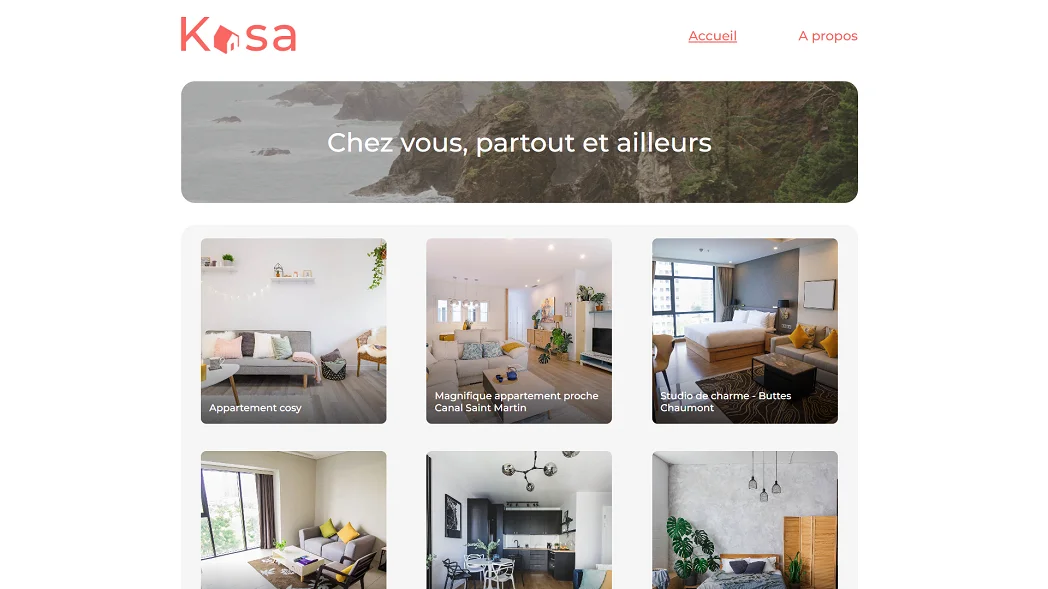 Kasa
Accueil
A propos
Chez vous, partout et ailleurs
Appartement cosy
Magnifique appartement proche
Canal Saint Martin
Studio de charme - Buttes
Chaumont